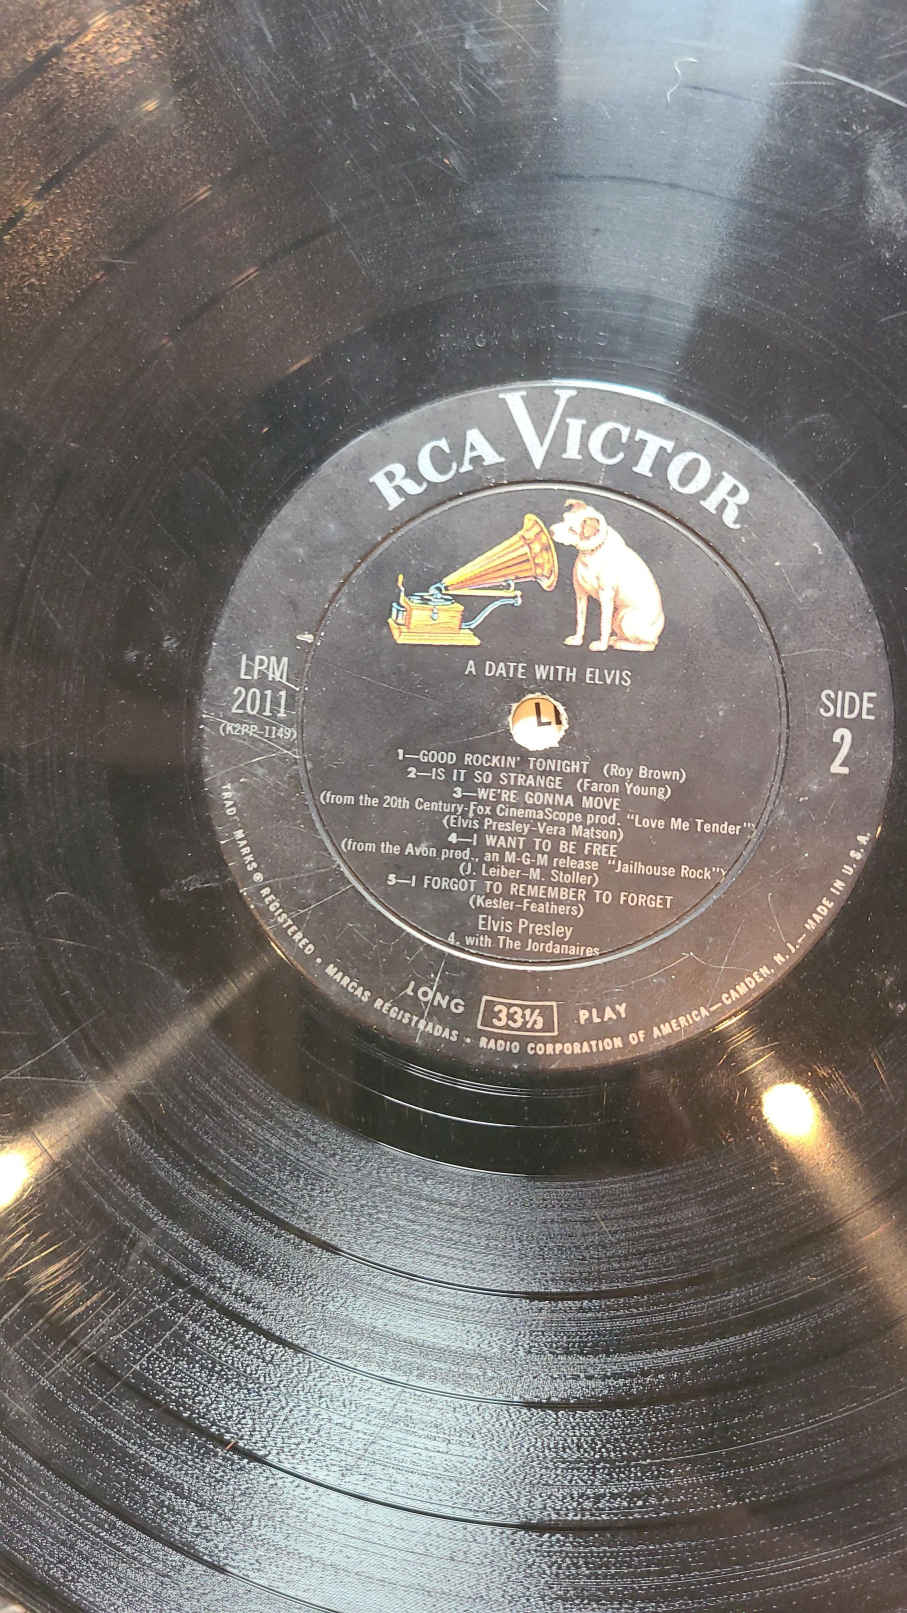 RCA VICTOR
A DATE WITH ELVIS
LPM
2011
(K2PP-1149)
SIDE
2
LI
1—GOOD ROCKIN' TONIGHT (Roy Brown)
2—IS IT SO STRANGE (Faron Young)
3—WE'RE GONNA MOVE
(from the 20th Century-Fox CinemaScope prod. "Love Me Tender")
(Elvis Presley-Vera Matson)
4—I WANT TO BE FREE
(from the Avon prod., an M-G-M release "Jailhouse Rock")
(J. Leiber-M. Stoller)
5—I FORGOT TO REMEMBER TO FORGET
(Kesler-Feathers)
Elvis Presley
4. with The Jordanaires
LONG 33⅓ PLAY
TRAD. MARKS ® REGISTERED • MARCAS REGISTRADAS • RADIO CORPORATION OF AMERICA—CAMDEN, N. J.—MADE IN U.S.A.